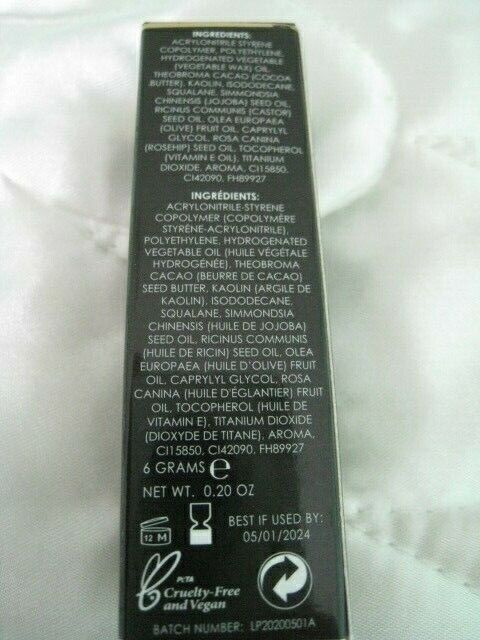 INGREDIENTS:
ACRYLONITRILE STYRENE
COPOLYMER, POLYETHYLENE,
HYDROGENATED VEGETABLE
(VEGETABLE WAX) OIL,
THEOBROMA CACAO (COCOA
BUTTER), KAOLIN, ISODODECANE,
SQUALANE, SIMMONDSIA
CHINENSIS (JOJOBA) SEED OIL,
RICINUS COMMUNIS (CASTOR)
SEED OIL, OLEA EUROPAEA
(OLIVE) FRUIT OIL, CAPRYLYL
GLYCOL, ROSA CANINA
(ROSEHIP) SEED OIL, TOCOPHEROL
(VITAMIN E OIL), TITANIUM
DIOXIDE, AROMA, CI15850,
CI42090, FH89927
INGRÉDIENTS:
ACRYLONITRILE-STYRENE
COPOLYMER (COPOLYMÈRE
STYRÈNE-ACRYLONITRILE),
POLYETHYLENE, HYDROGENATED
VEGETABLE OIL (HUILE VÉGÉTALE
HYDROGÉNÉE), THEOBROMA
CACAO (BEURRE DE CACAO)
SEED BUTTER, KAOLIN (ARGILE DE
KAOLIN), ISODODECANE,
SQUALANE, SIMMONDSIA
CHINENSIS (HUILE DE JOJOBA)
SEED OIL, RICINUS COMMUNIS
(HUILE DE RICIN) SEED OIL, OLEA
EUROPAEA (HUILE D'OLIVE) FRUIT
OIL, CAPRYLYL GLYCOL, ROSA
CANINA (HUILE D'ÉGLANTIER) FRUIT
OIL, TOCOPHEROL (HUILE DE
VITAMIN E), TITANIUM DIOXIDE
(DIOXYDE DE TITANE), AROMA,
CI15850, CI42090, FH89927
6 GRAMS ℮
NET WT. 0.20 OZ
12 M
BEST IF USED BY:
05/01/2024
PETA
Cruelty-Free
and Vegan
BATCH NUMBER: LP20200501A